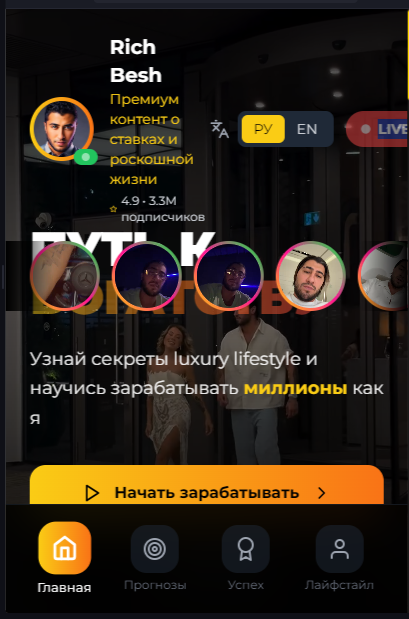 Rich
Besh
Премиум
контент о
ставках и
роскошной
жизни
4.9 • 3.3M
подписчиков
РУ
EN
LIVE
ПУТЬ К
БОГАТСТВУ
Узнай секреты luxury lifestyle и
научись зарабатывать миллионы как
я
Начать зарабатывать
Главная
Прогнозы
Успех
Лайфстайл